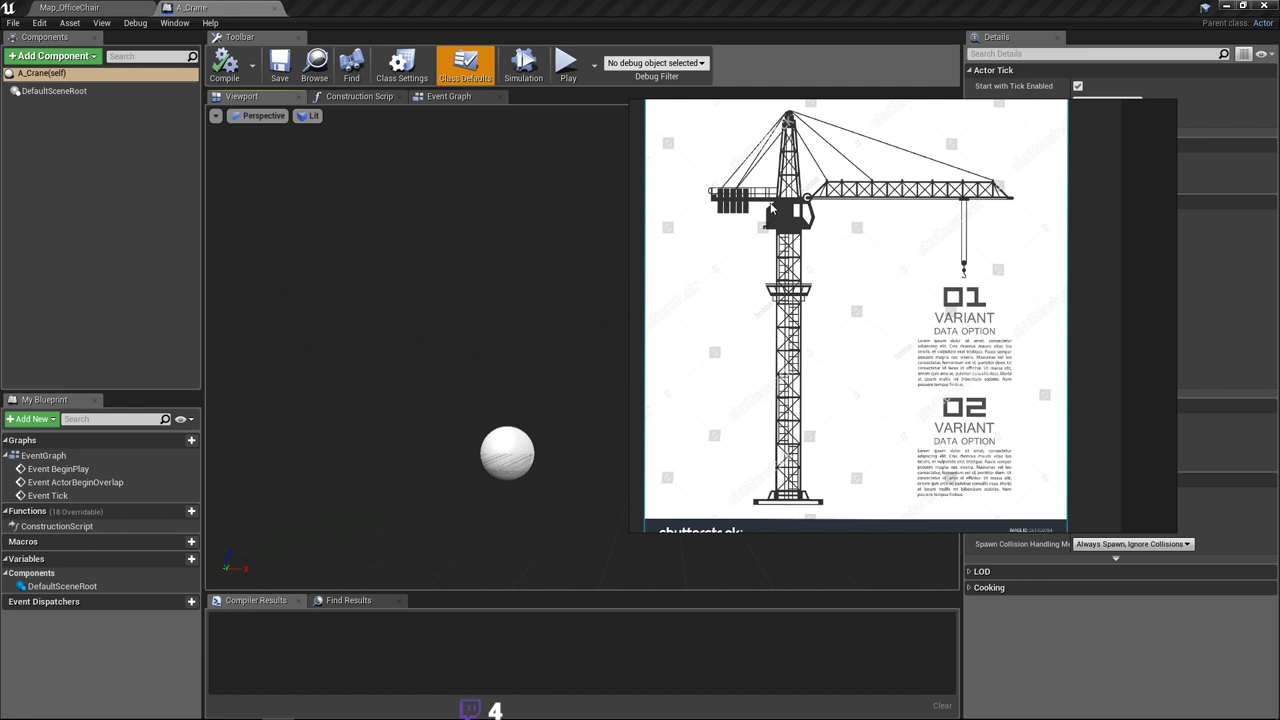 Map_OfficeChair
A_Crane
File Edit Asset View Debug Window Help
Parent class: Actor
Components
Toolbar
Details
Add Component
Search
Compile
Save
Browse
Find
Class Settings
Class Defaults
Simulation
Play
No debug object selected
Debug Filter
Search Details
A_Crane(self)
DefaultSceneRoot
Actor Tick
Start with Tick Enabled
Viewport
Construction Scrip
Event Graph
Perspective
Lit
01
VARIANT
DATA OPTION
02
VARIANT
DATA OPTION
My Blueprint
Add New
Search
Graphs
EventGraph
Event BeginPlay
Event ActorBeginOverlap
Event Tick
Functions (18 Overridable)
ConstructionScript
Macros
Variables
Components
DefaultSceneRoot
Event Dispatchers
Spawn Collision Handling Me
Always Spawn, Ignore Collisions
LOD
Cooking
Compiler Results
Find Results
Clear
4